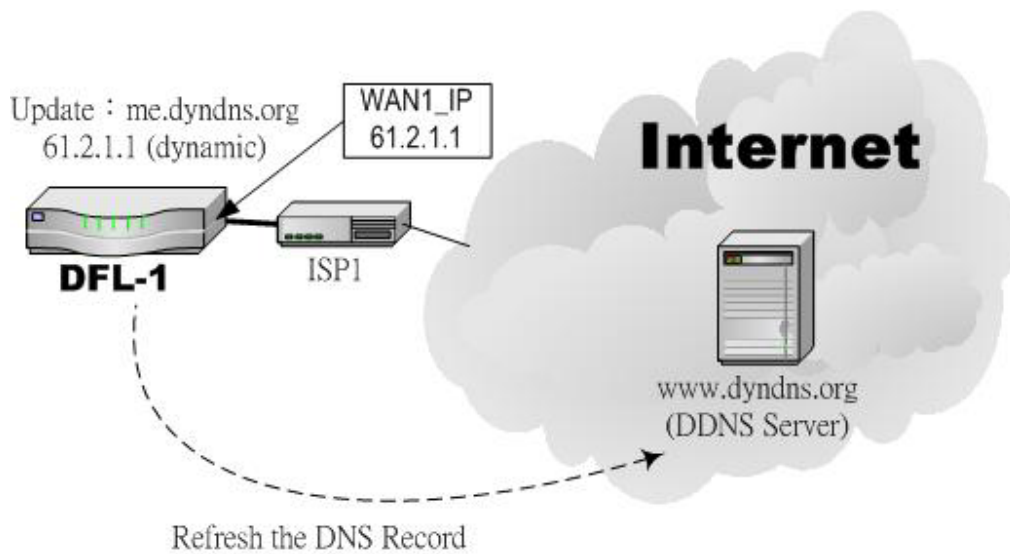 Update：me.dyndns.org
61.2.1.1 (dynamic)
WAN1_IP
61.2.1.1
Internet
DFL-1
ISP1
www.dyndns.org
(DDNS Server)
Refresh the DNS Record